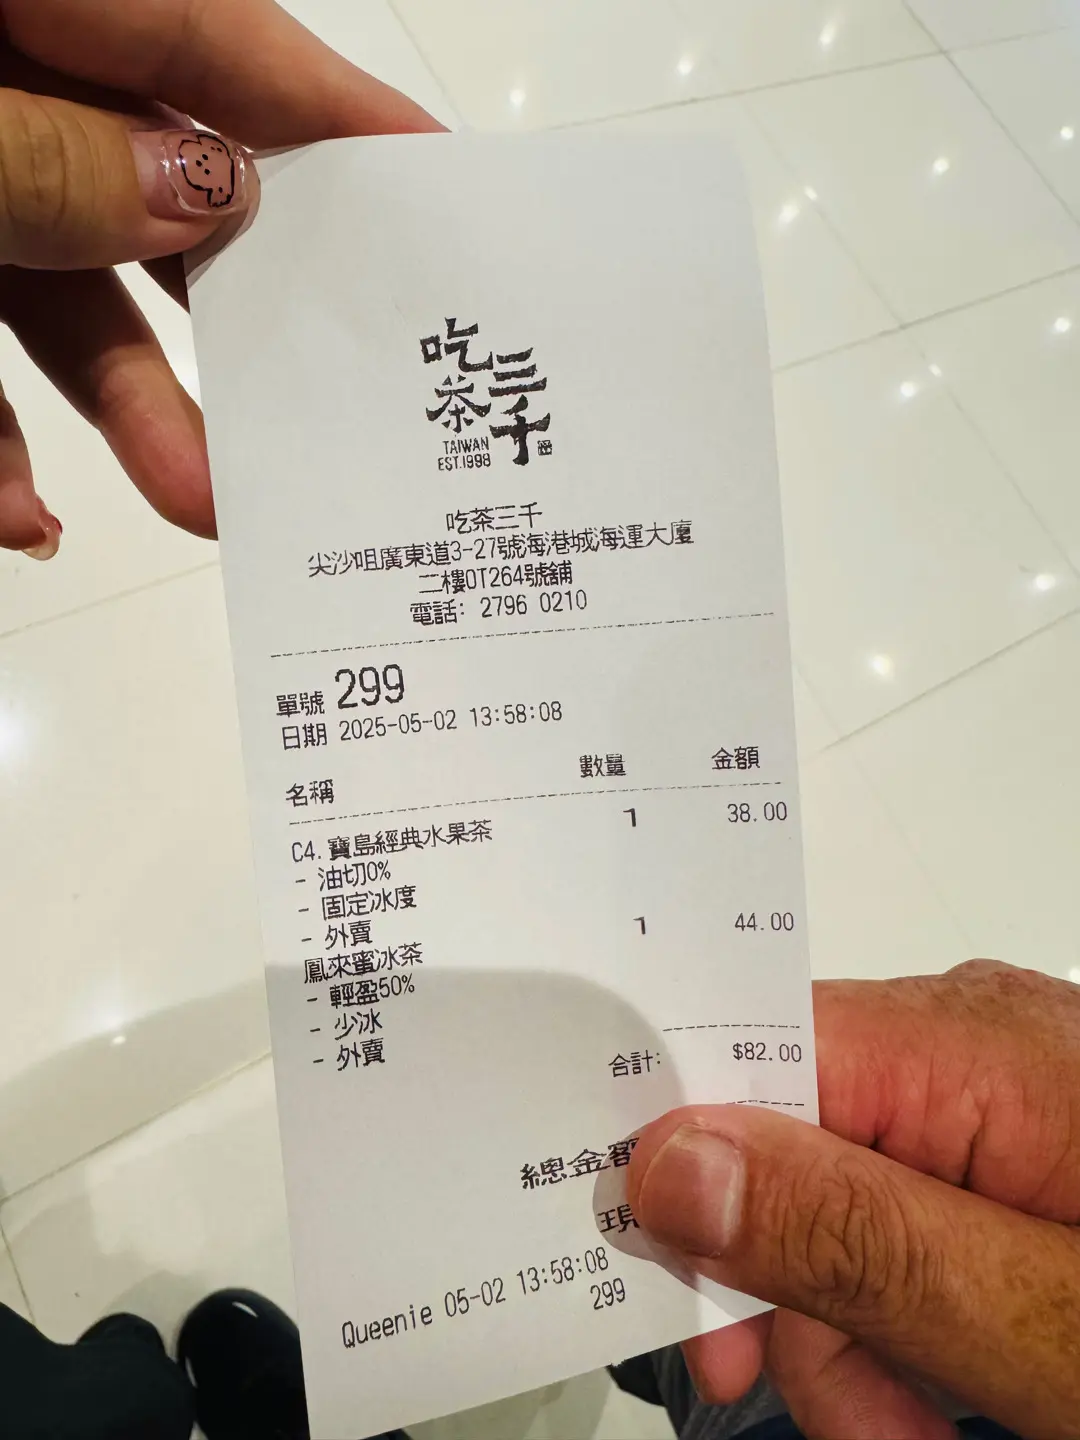 吃茶三千
TAIWAN
EST.1998
吃茶三千
尖沙咀廣東道3-27號海港城海運大廈
二樓OT264號舖
電話: 2796 0210
單號 299
日期 2025-05-02 13:58:08
名稱 數量 金額
C4. 寶島經典水果茶 1 38.00
- 油切0%
- 固定冰度
- 外賣
鳳來蜜冰茶 1 44.00
- 輕盈50%
- 少冰
- 外賣
合計: $82.00
總金額
現
Queenie 05-02 13:58:08
299